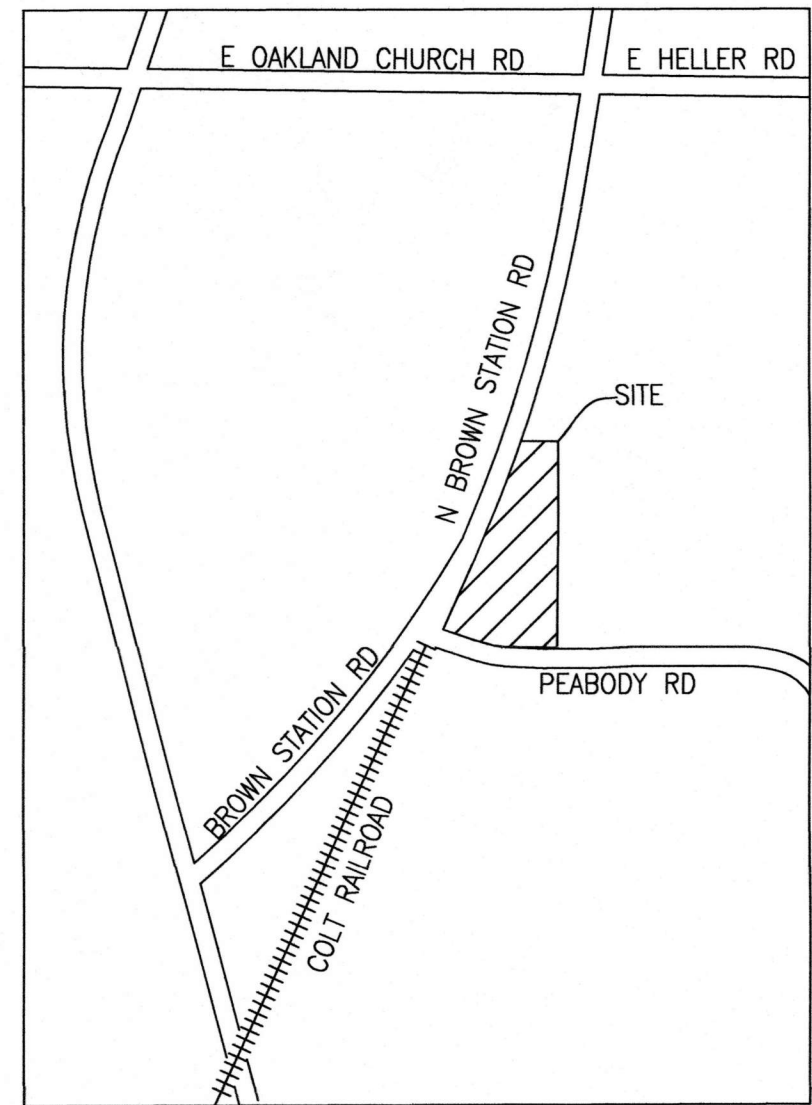 E OAKLAND CHURCH RD
E HELLER RD
N BROWN STATION RD
SITE
BROWN STATION RD
PEABODY RD
COLT RAILROAD